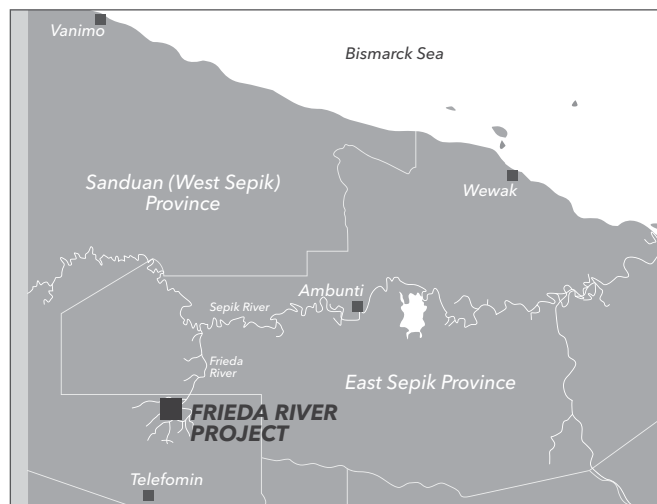 Vanimo
Bismarck Sea
Sanduan (West Sepik)
Province
Wewak
Ambunti
Sepik River
Frieda
River
East Sepik Province
FRIEDA RIVER
PROJECT
Telefomin